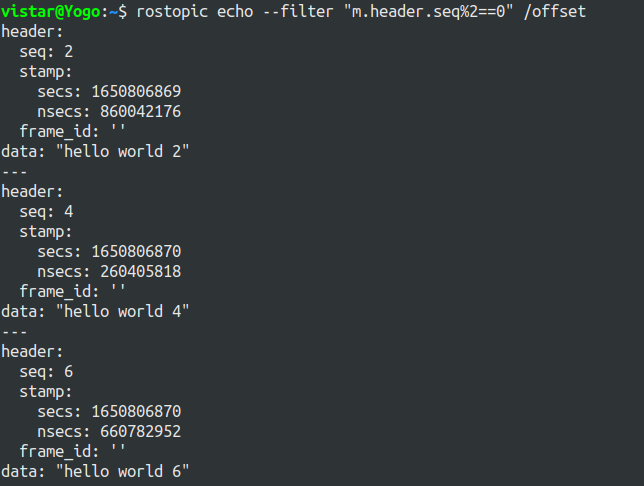 vistar@Yogo:~$ rostopic echo --filter "m.header.seq%2==0" /offset
header:
  seq: 2
  stamp:
    secs: 1650806869
    nsecs: 860042176
  frame_id: ''
data: "hello world 2"
---
header:
  seq: 4
  stamp:
    secs: 1650806870
    nsecs: 260405818
  frame_id: ''
data: "hello world 4"
---
header:
  seq: 6
  stamp:
    secs: 1650806870
    nsecs: 660782952
  frame_id: ''
data: "hello world 6"